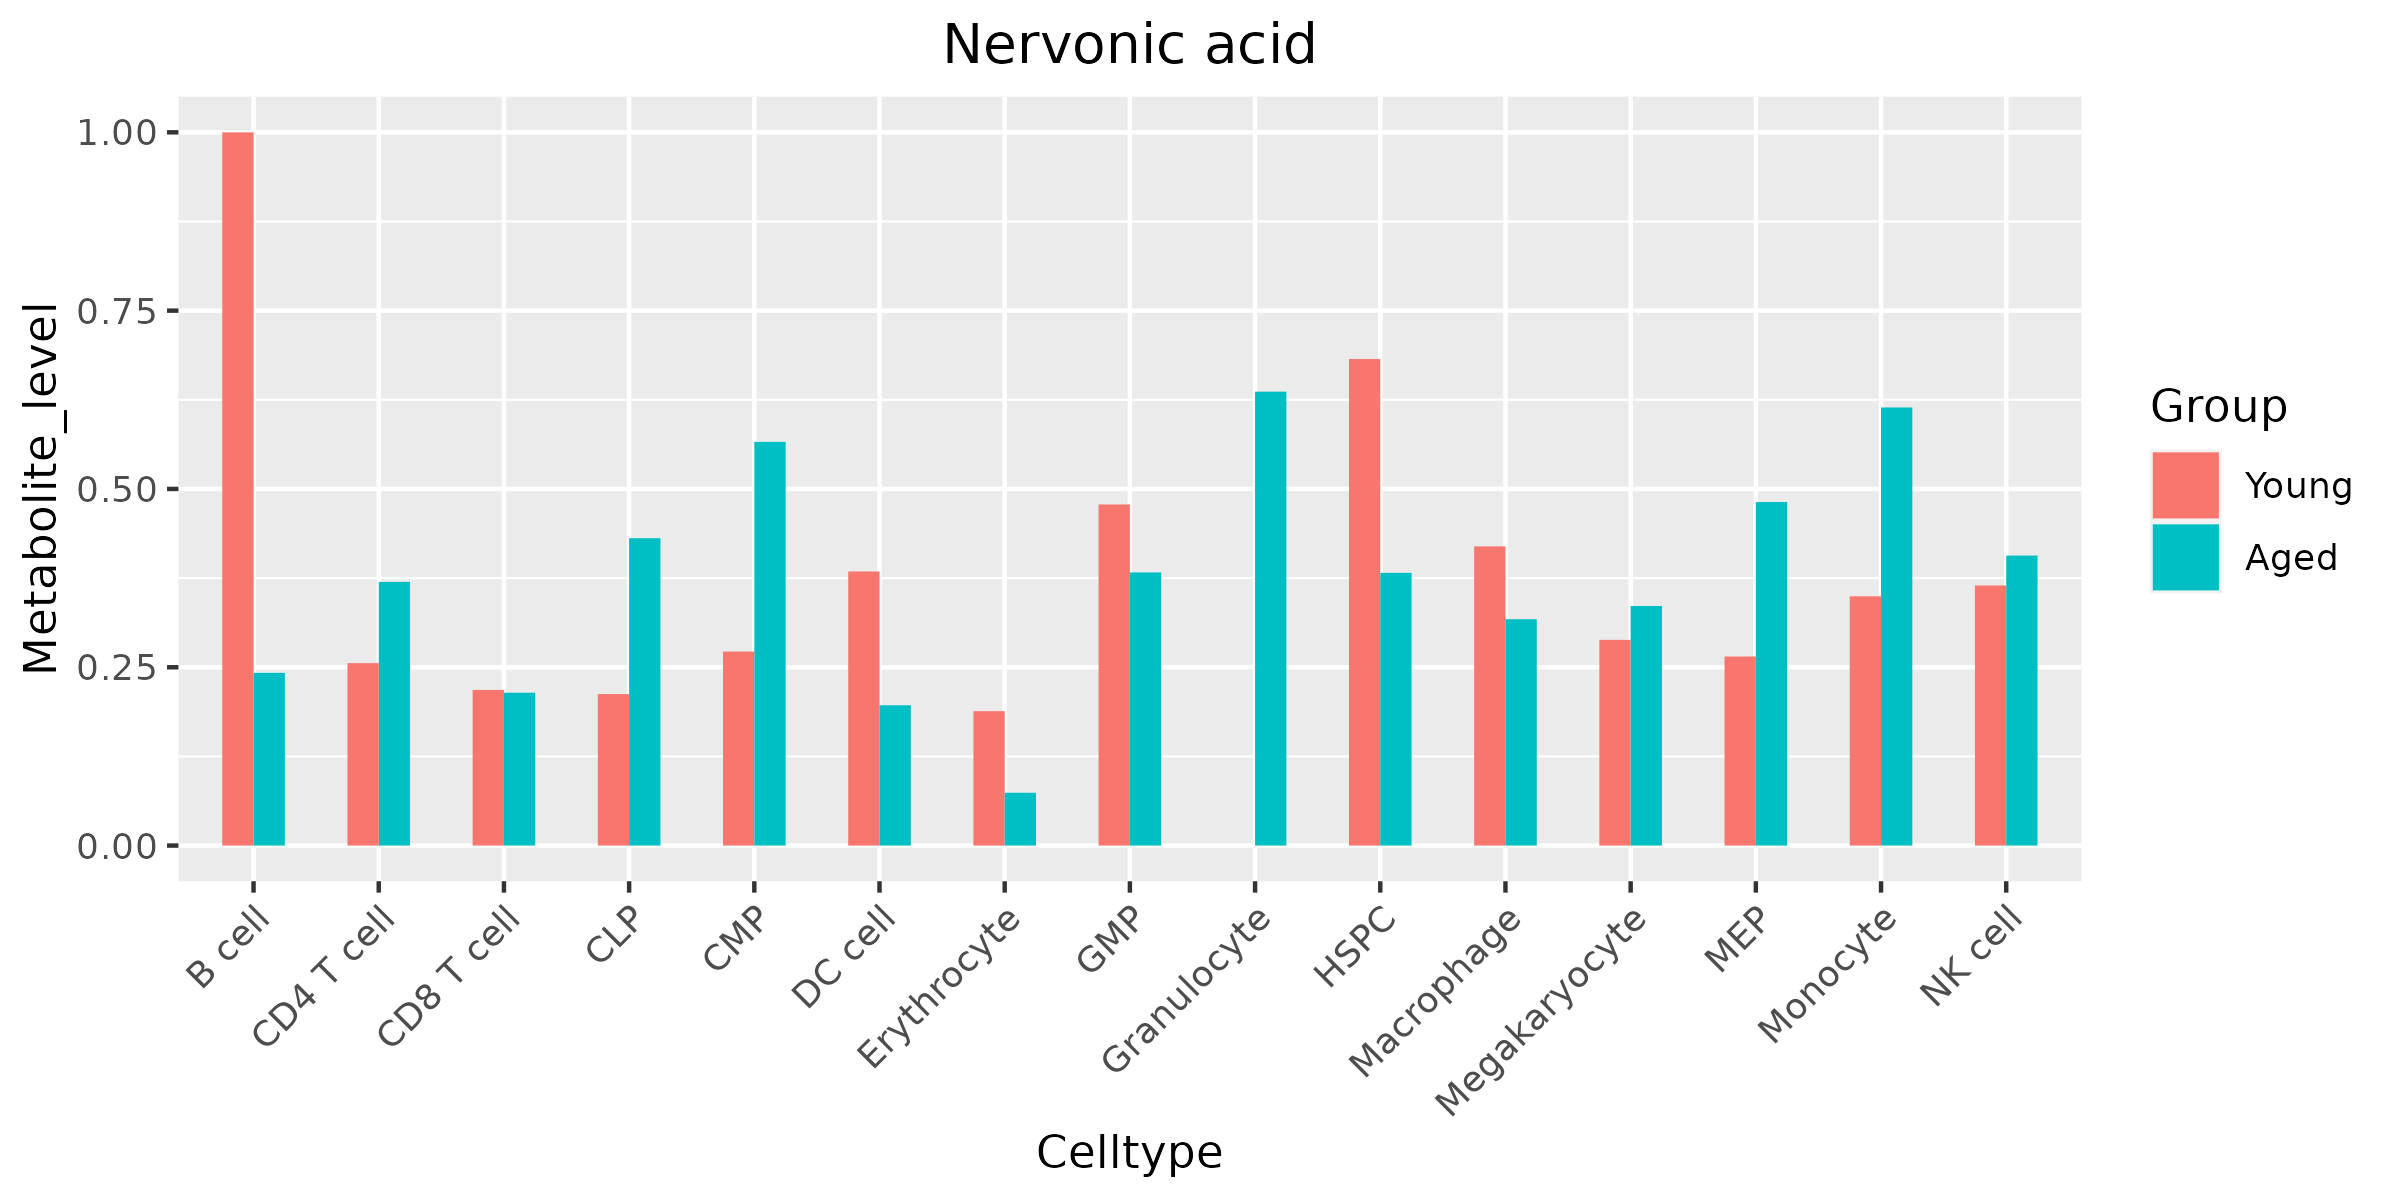 Nervonic acid
Metabolite_level
1.00
0.75
0.50
0.25
0.00
B cell
CD4 T cell
CD8 T cell
CLP
CMP
DC cell
Erythrocyte
GMP
Granulocyte
HSPC
Macrophage
Megakaryocyte
MEP
Monocyte
NK cell
Celltype
Group
Young
Aged